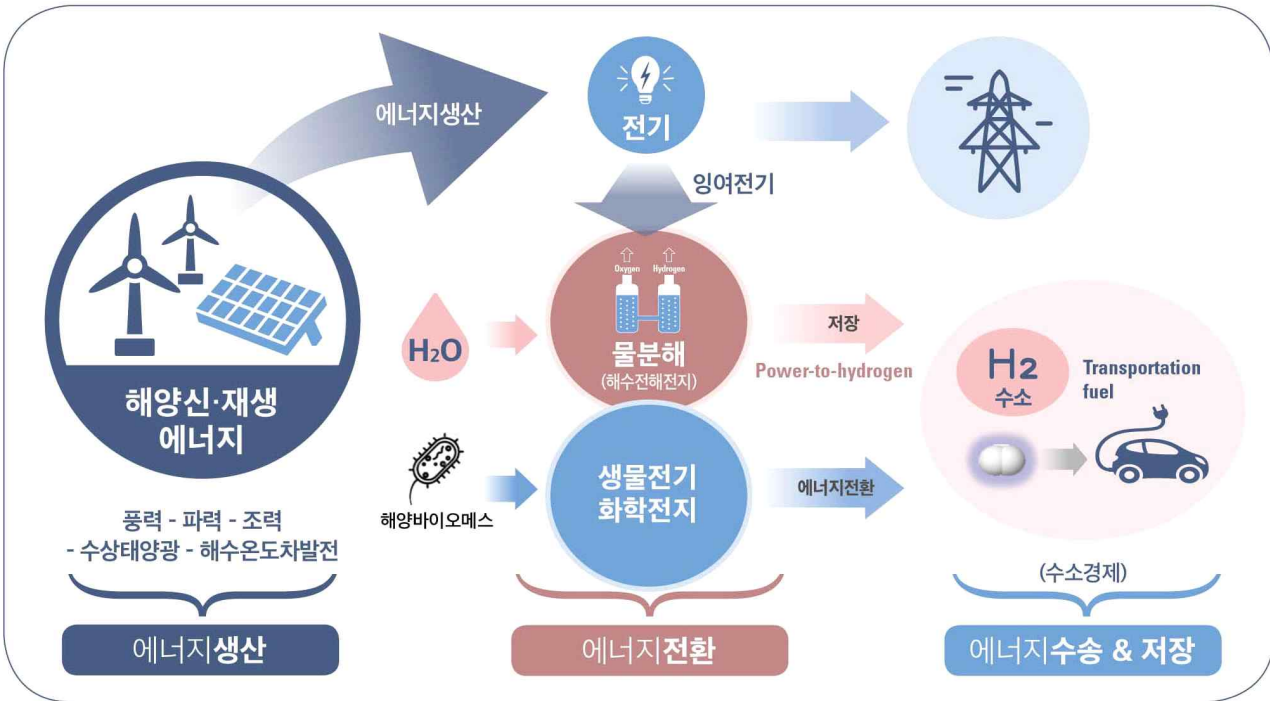 에너지생산
전기
잉여전기
Oxygen Hydrogen
H₂O
물분해
(해수전해전지)
저장
Power-to-hydrogen
H2
수소
Transportation
fuel
해양신·재생
에너지
해양바이오메스
생물전기
화학전지
에너지전환
풍력 - 파력 - 조력
- 수상태양광 - 해수온도차발전
(수소경제)
에너지생산
에너지전환
에너지수송 & 저장